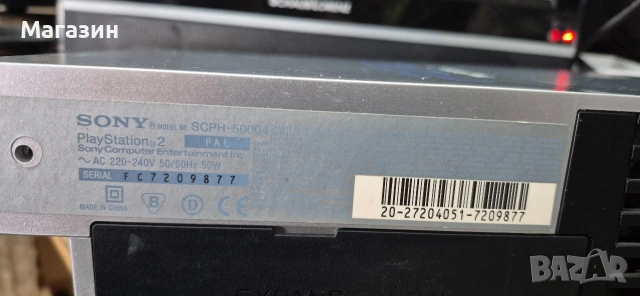 Магазин
SONY ® MODEL NO. SCPH-50004
PlayStation®2 PAL
Sony Computer Entertainment Inc.
~ AC 220-240V 50/60Hz 50W
SERIAL FC7209877
MADE IN CHINA
20-27204051-7209877
bazar